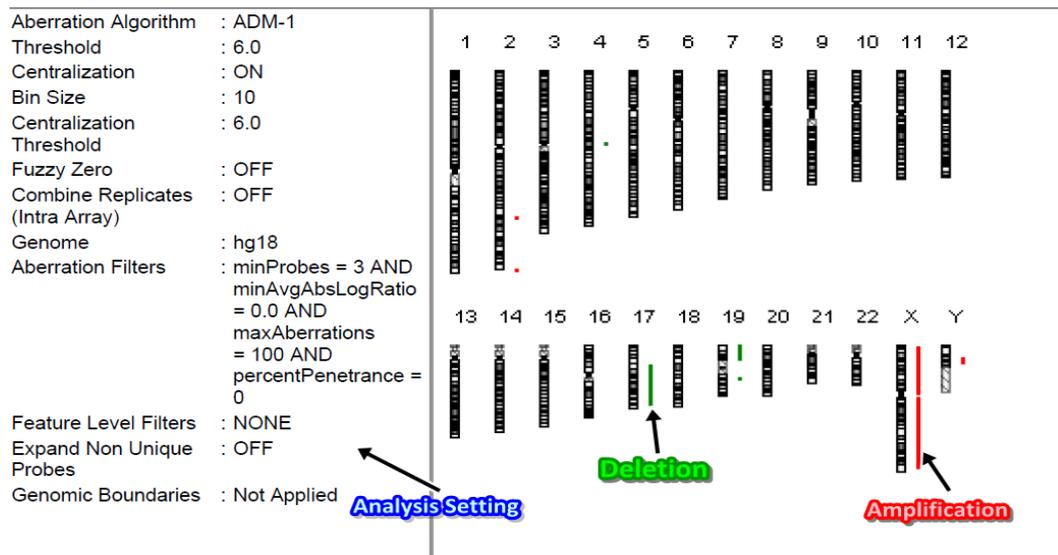 Aberration Algorithm : ADM-1
Threshold : 6.0
Centralization : ON
Bin Size : 10
Centralization : 6.0
Threshold
Fuzzy Zero : OFF
Combine Replicates : OFF
(Intra Array)
Genome : hg18
Aberration Filters : minProbes = 3 AND
minAvgAbsLogRatio
= 0.0 AND
maxAberrations
= 100 AND
percentPenetrance =
0
Feature Level Filters : NONE
Expand Non Unique : OFF
Probes
Genomic Boundaries : Not Applied
Analysis Setting
1 2 3 4 5 6 7 8 9 10 11 12
13 14 15 16 17 18 19 20 21 22 X Y
Deletion
Amplification